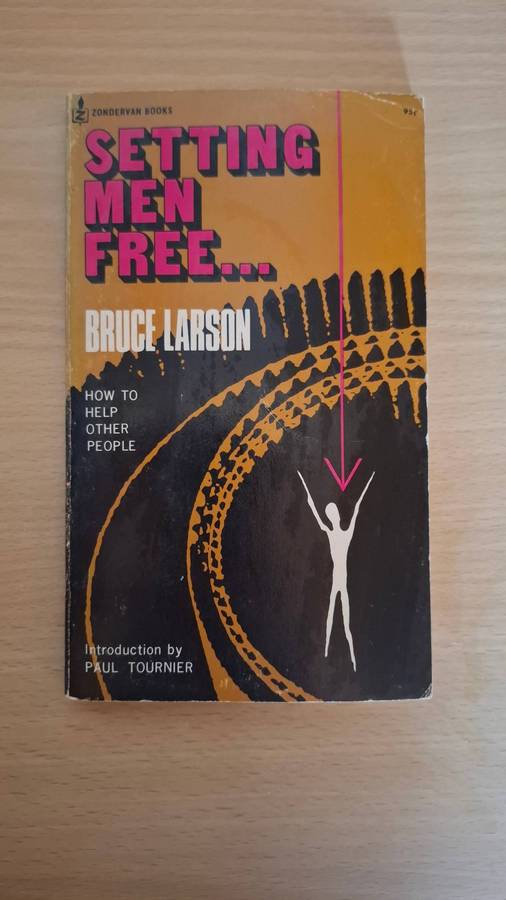 Z ZONDERVAN BOOKS 95¢
SETTING
MEN
FREE...
BRUCE LARSON
HOW TO
HELP
OTHER
PEOPLE
Introduction by
PAUL TOURNIER